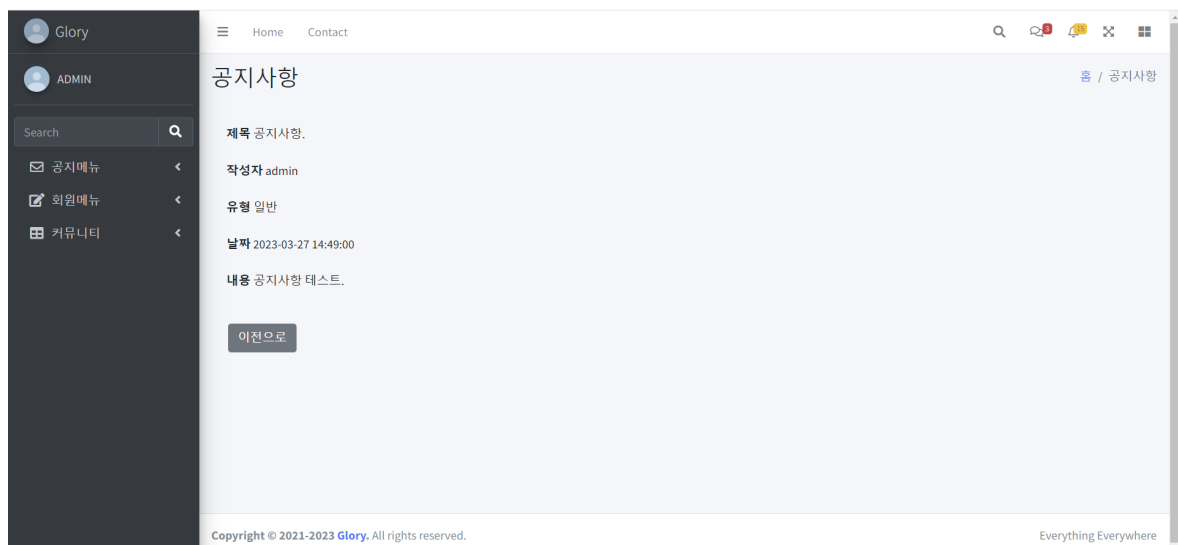 Glory
Home Contact
3
15
ADMIN
공지사항
홈 / 공지사항
Search
공지메뉴
회원메뉴
커뮤니티
제목 공지사항.
작성자 admin
유형 일반
날짜 2023-03-27 14:49:00
내용 공지사항 테스트.
이전으로
Copyright © 2021-2023 Glory. All rights reserved.
Everything Everywhere